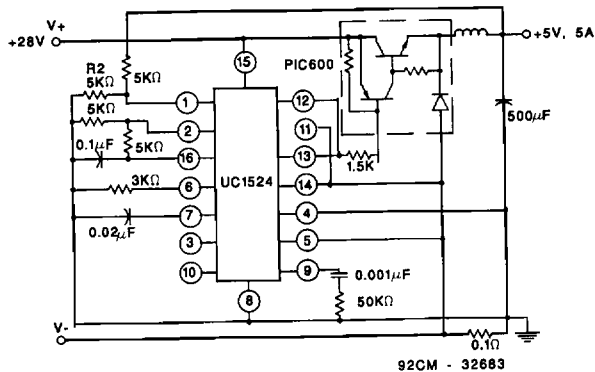 V+
+28V
+5V, 5A
R2
5KΩ
5KΩ
5KΩ
5KΩ
0.1μF
3KΩ
0.02μF
15
1
2
16
6
7
3
10
8
UC1524
12
11
13
14
4
5
9
PIC600
1.5K
500μF
0.001μF
50KΩ
V-
0.1Ω
92CM - 32683